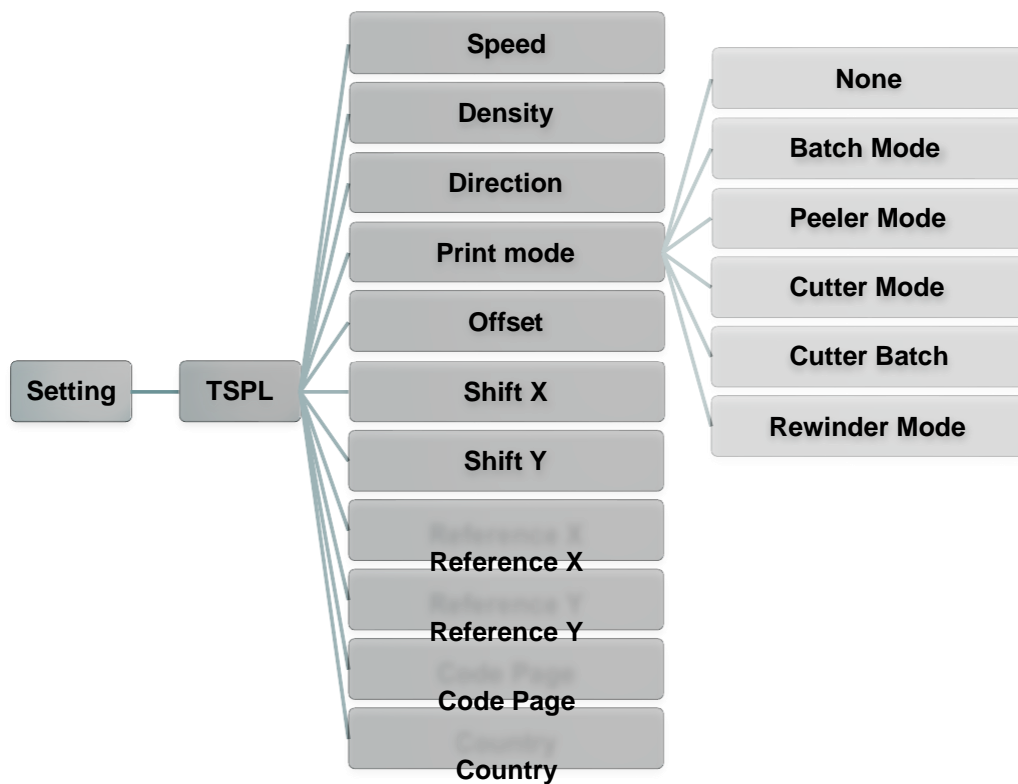 Setting
TSPL
Speed
Density
Direction
Print mode
Offset
Shift X
Shift Y
Reference X
Reference Y
Code Page
Country
None
Batch Mode
Peeler Mode
Cutter Mode
Cutter Batch
Rewinder Mode